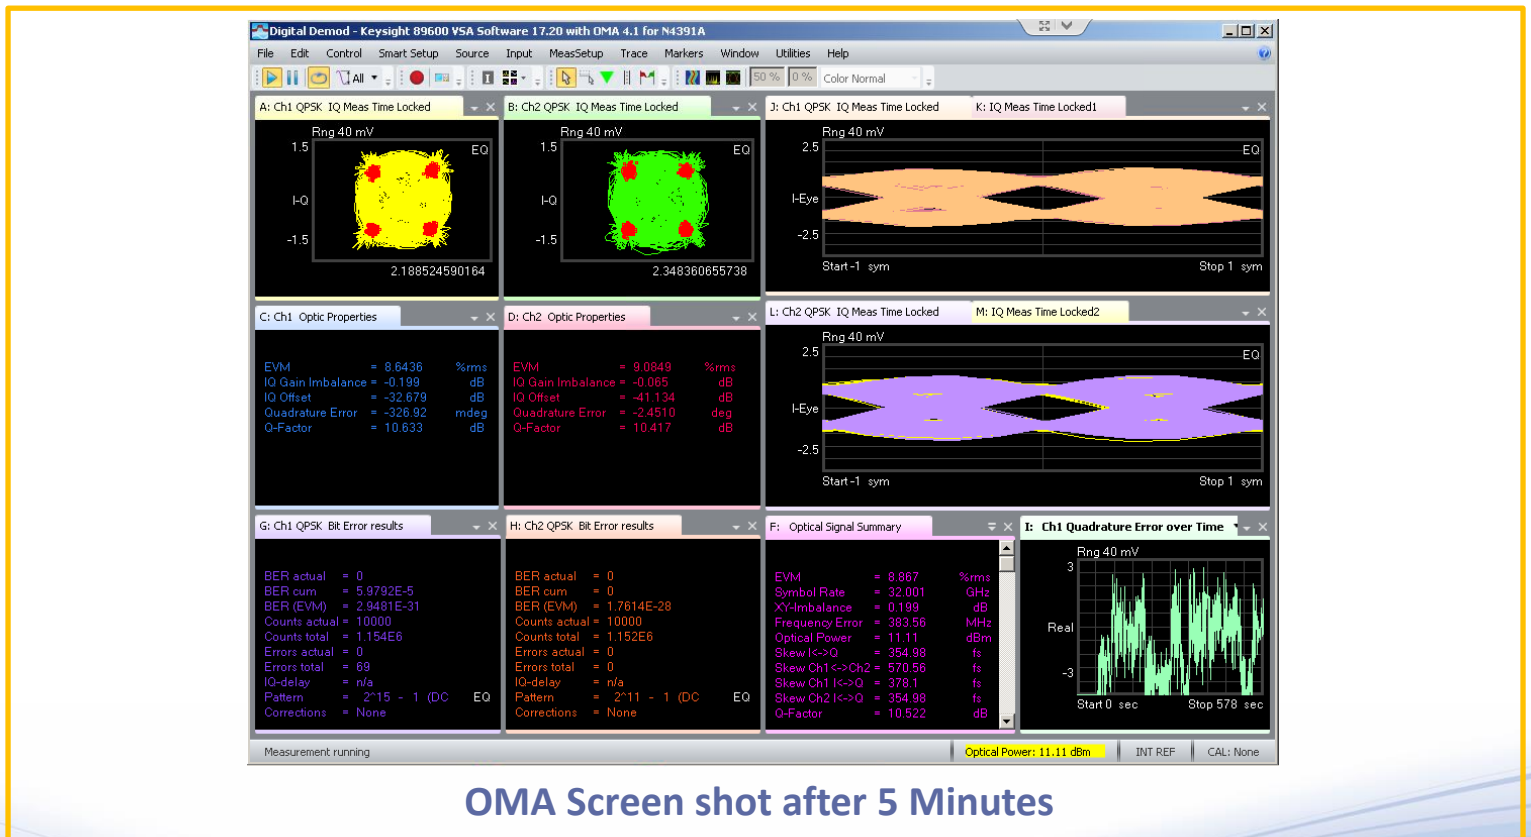 Digital Demod - Keysight 89600 VSA Software 17.20 with OMA 4.1 for N4391A
File Edit Control Smart Setup Source Input MeasSetup Trace Markers Window Utilities Help
All 50 % 0 % Color Normal
A: Ch1 QPSK IQ Meas Time Locked
Rng 40 mV
1.5
EQ
I-Q
-1.5
2.188524590164
B: Ch2 QPSK IQ Meas Time Locked
Rng 40 mV
1.5
EQ
I-Q
-1.5
2.348360655738
J: Ch1 QPSK IQ Meas Time Locked K: IQ Meas Time Locked1
Rng 40 mV
2.5
EQ
I-Eye
-2.5
Start -1 sym Stop 1 sym
C: Ch1 Optic Properties
EVM = 8.6436 %rms
IQ Gain Imbalance = -0.199 dB
IQ Offset = -32.679 dB
Quadrature Error = -326.92 mdeg
Q-Factor = 10.633 dB
D: Ch2 Optic Properties
EVM = 9.0849 %rms
IQ Gain Imbalance = -0.065 dB
IQ Offset = -41.134 dB
Quadrature Error = -2.4510 deg
Q-Factor = 10.417 dB
L: Ch2 QPSK IQ Meas Time Locked M: IQ Meas Time Locked2
Rng 40 mV
2.5
EQ
I-Eye
-2.5
Start -1 sym Stop 1 sym
G: Ch1 QPSK Bit Error results
BER actual = 0
BER cum = 5.9792E-5
BER (EVM) = 2.9481E-31
Counts actual = 10000
Counts total = 1.154E6
Errors actual = 0
Errors total = 69
IQ-delay = n/a
Pattern = 2^15 - 1 (DC EQ
Corrections = None
H: Ch2 QPSK Bit Error results
BER actual = 0
BER cum = 0
BER (EVM) = 1.7614E-28
Counts actual = 10000
Counts total = 1.152E6
Errors actual = 0
Errors total = 0
IQ-delay = n/a
Pattern = 2^11 - 1 (DC EQ
Corrections = None
F: Optical Signal Summary
EVM = 8.867 %rms
Symbol Rate = 32.001 GHz
XY-Imbalance = 0.199 dB
Frequency Error = 383.56 MHz
Optical Power = 11.11 dBm
Skew I<->Q = 354.98 fs
Skew Ch1<->Ch2 = 570.56 fs
Skew Ch1 I<->Q = 378.1 fs
Skew Ch2 I<->Q = 354.98 fs
Q-Factor = 10.522 dB
I: Ch1 Quadrature Error over Time
Rng 40 mV
3
Real
-3
Start 0 sec Stop 578 sec
Measurement running Optical Power: 11.11 dBm INT REF CAL: None
OMA Screen shot after 5 Minutes